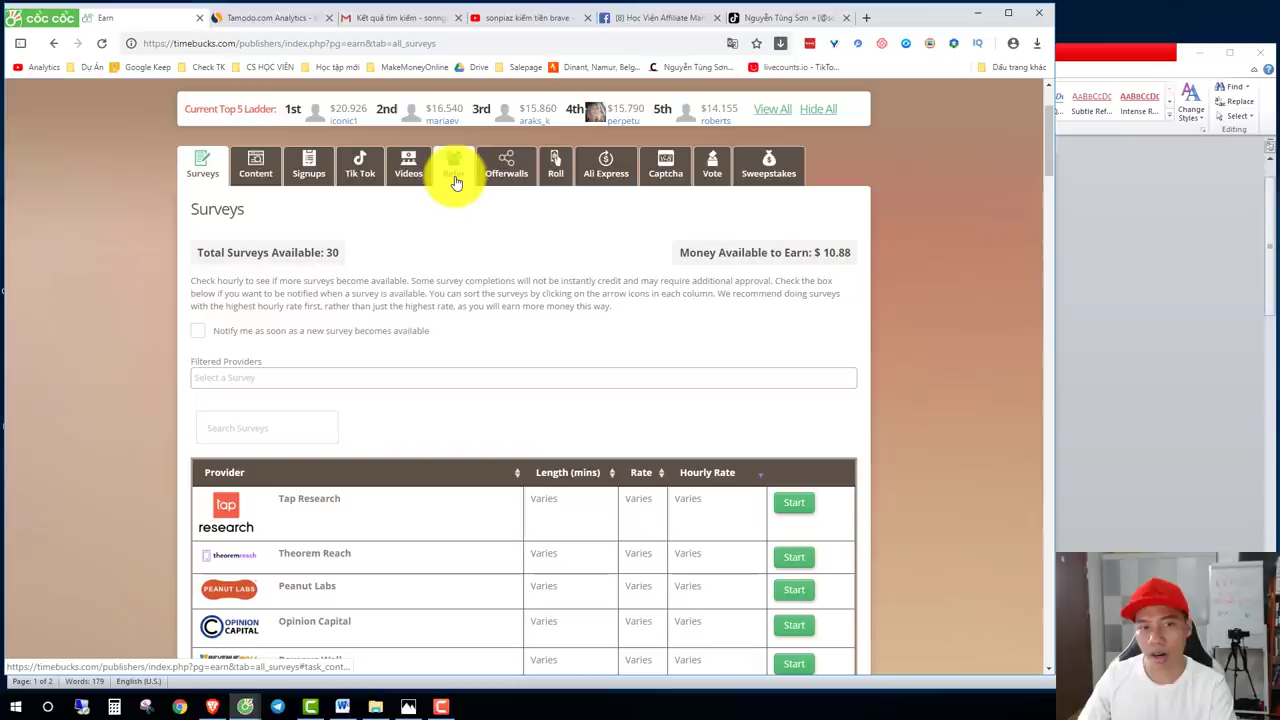 cốc cốc
Earn
Tamodo.com Analytics -
Kết quả tìm kiếm - sonng
sonpiaz kiếm tiền brave -
(8) Học Viện Affiliate Ma
Nguyễn Tùng Sơn
https://timebucks.com/publishers/index.php?pg=earn&tab=all_surveys
IQ
Analytics
Dự Án
Google Keep
Check TK
CS HỌC VIÊN
Học tập mới
MakeMoneyOnline
Drive
Salepage
Dinant, Namur, Belg...
Nguyễn Tùng Sơn...
livecounts.io - TikTo...
Dấu trang khác
Current Top 5 Ladder:
1st
$20.926
iconic1
2nd
$16.540
mariaev
3rd
$15.860
araks_k
4th
$15.790
perpetu
5th
$14.155
roberts
View All
Hide All
Surveys
Content
Signups
Tik Tok
Videos
Refer
Offerwalls
Roll
Ali Express
Captcha
Vote
Sweepstakes
Surveys
Total Surveys Available: 30
Money Available to Earn: $ 10.88
Check hourly to see if more surveys become available. Some survey completions will not be instantly credit and may require additional approval. Check the box
below if you want to be notified when a survey is available. You can sort the surveys by clicking on the arrow icons in each column. We recommend doing surveys
with the highest hourly rate first, rather than just the highest rate, as you will earn more money this way.
Notify me as soon as a new survey becomes available
Filtered Providers
Select a Survey
Search Surveys
Provider
Length (mins)
Rate
Hourly Rate
tap
research
Tap Research
Varies
Varies
Varies
Start
theoremreach
Theorem Reach
Varies
Varies
Varies
Start
PEANUT LABS
Peanut Labs
Varies
Varies
Varies
Start
OPINION
CAPITAL
Opinion Capital
Varies
Varies
Varies
Start
Varies
Varies
Varies
Start
https://timebucks.com/publishers/index.php?pg=earn&tab=all_surveys#task_cont...
Page: 1 of 2
Words: 179
English (U.S.)
AaBbCcDc
AaBbCcDc
Subtle Ref...
Intense R...
Change
Styles
Find
Replace
Select
Editing